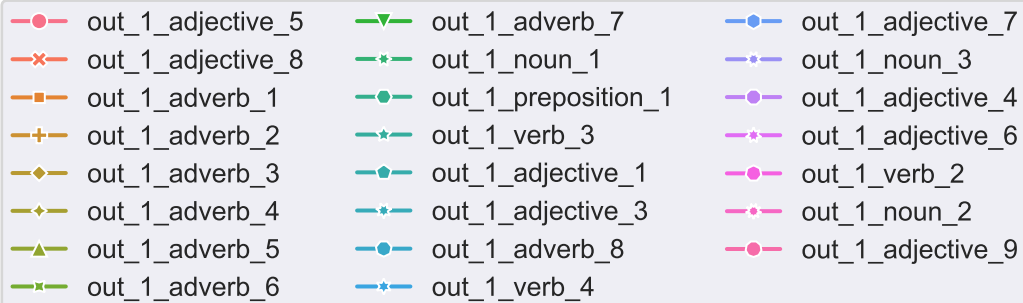 out_1_adjective_5
out_1_adjective_8
out_1_adverb_1
out_1_adverb_2
out_1_adverb_3
out_1_adverb_4
out_1_adverb_5
out_1_adverb_6
out_1_adverb_7
out_1_noun_1
out_1_preposition_1
out_1_verb_3
out_1_adjective_1
out_1_adjective_3
out_1_adverb_8
out_1_verb_4
out_1_adjective_7
out_1_noun_3
out_1_adjective_4
out_1_adjective_6
out_1_verb_2
out_1_noun_2
out_1_adjective_9